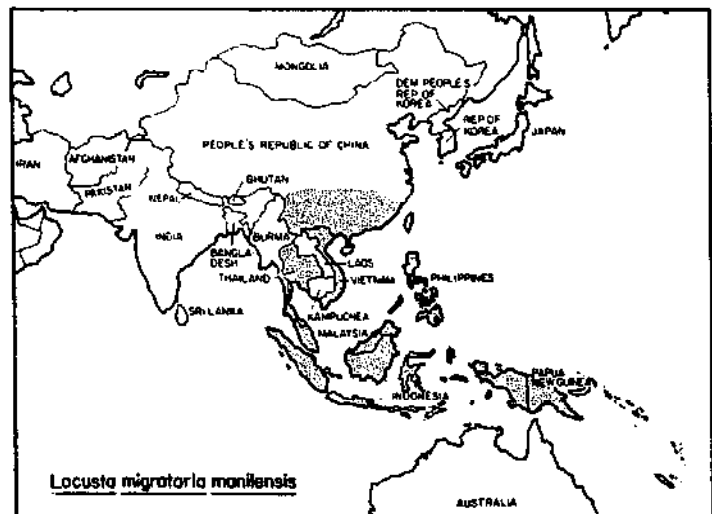 MONGOLIA
DEM PEOPLE'S
REP OF
KOREA
REP OF
KOREA
JAPAN
PEOPLE'S REPUBLIC OF CHINA
IRAN
AFGHANISTAN
PAKISTAN
NEPAL
BHUTAN
INDIA
BANGLA
DESH
BURMA
LAOS
THAILAND
VIETNAM
PHILIPPINES
KAMPUCHEA
SRI LANKA
MALAYSIA
INDONESIA
PAPUA
NEW GUINEA
Locusta migratoria manilensis
AUSTRALIA